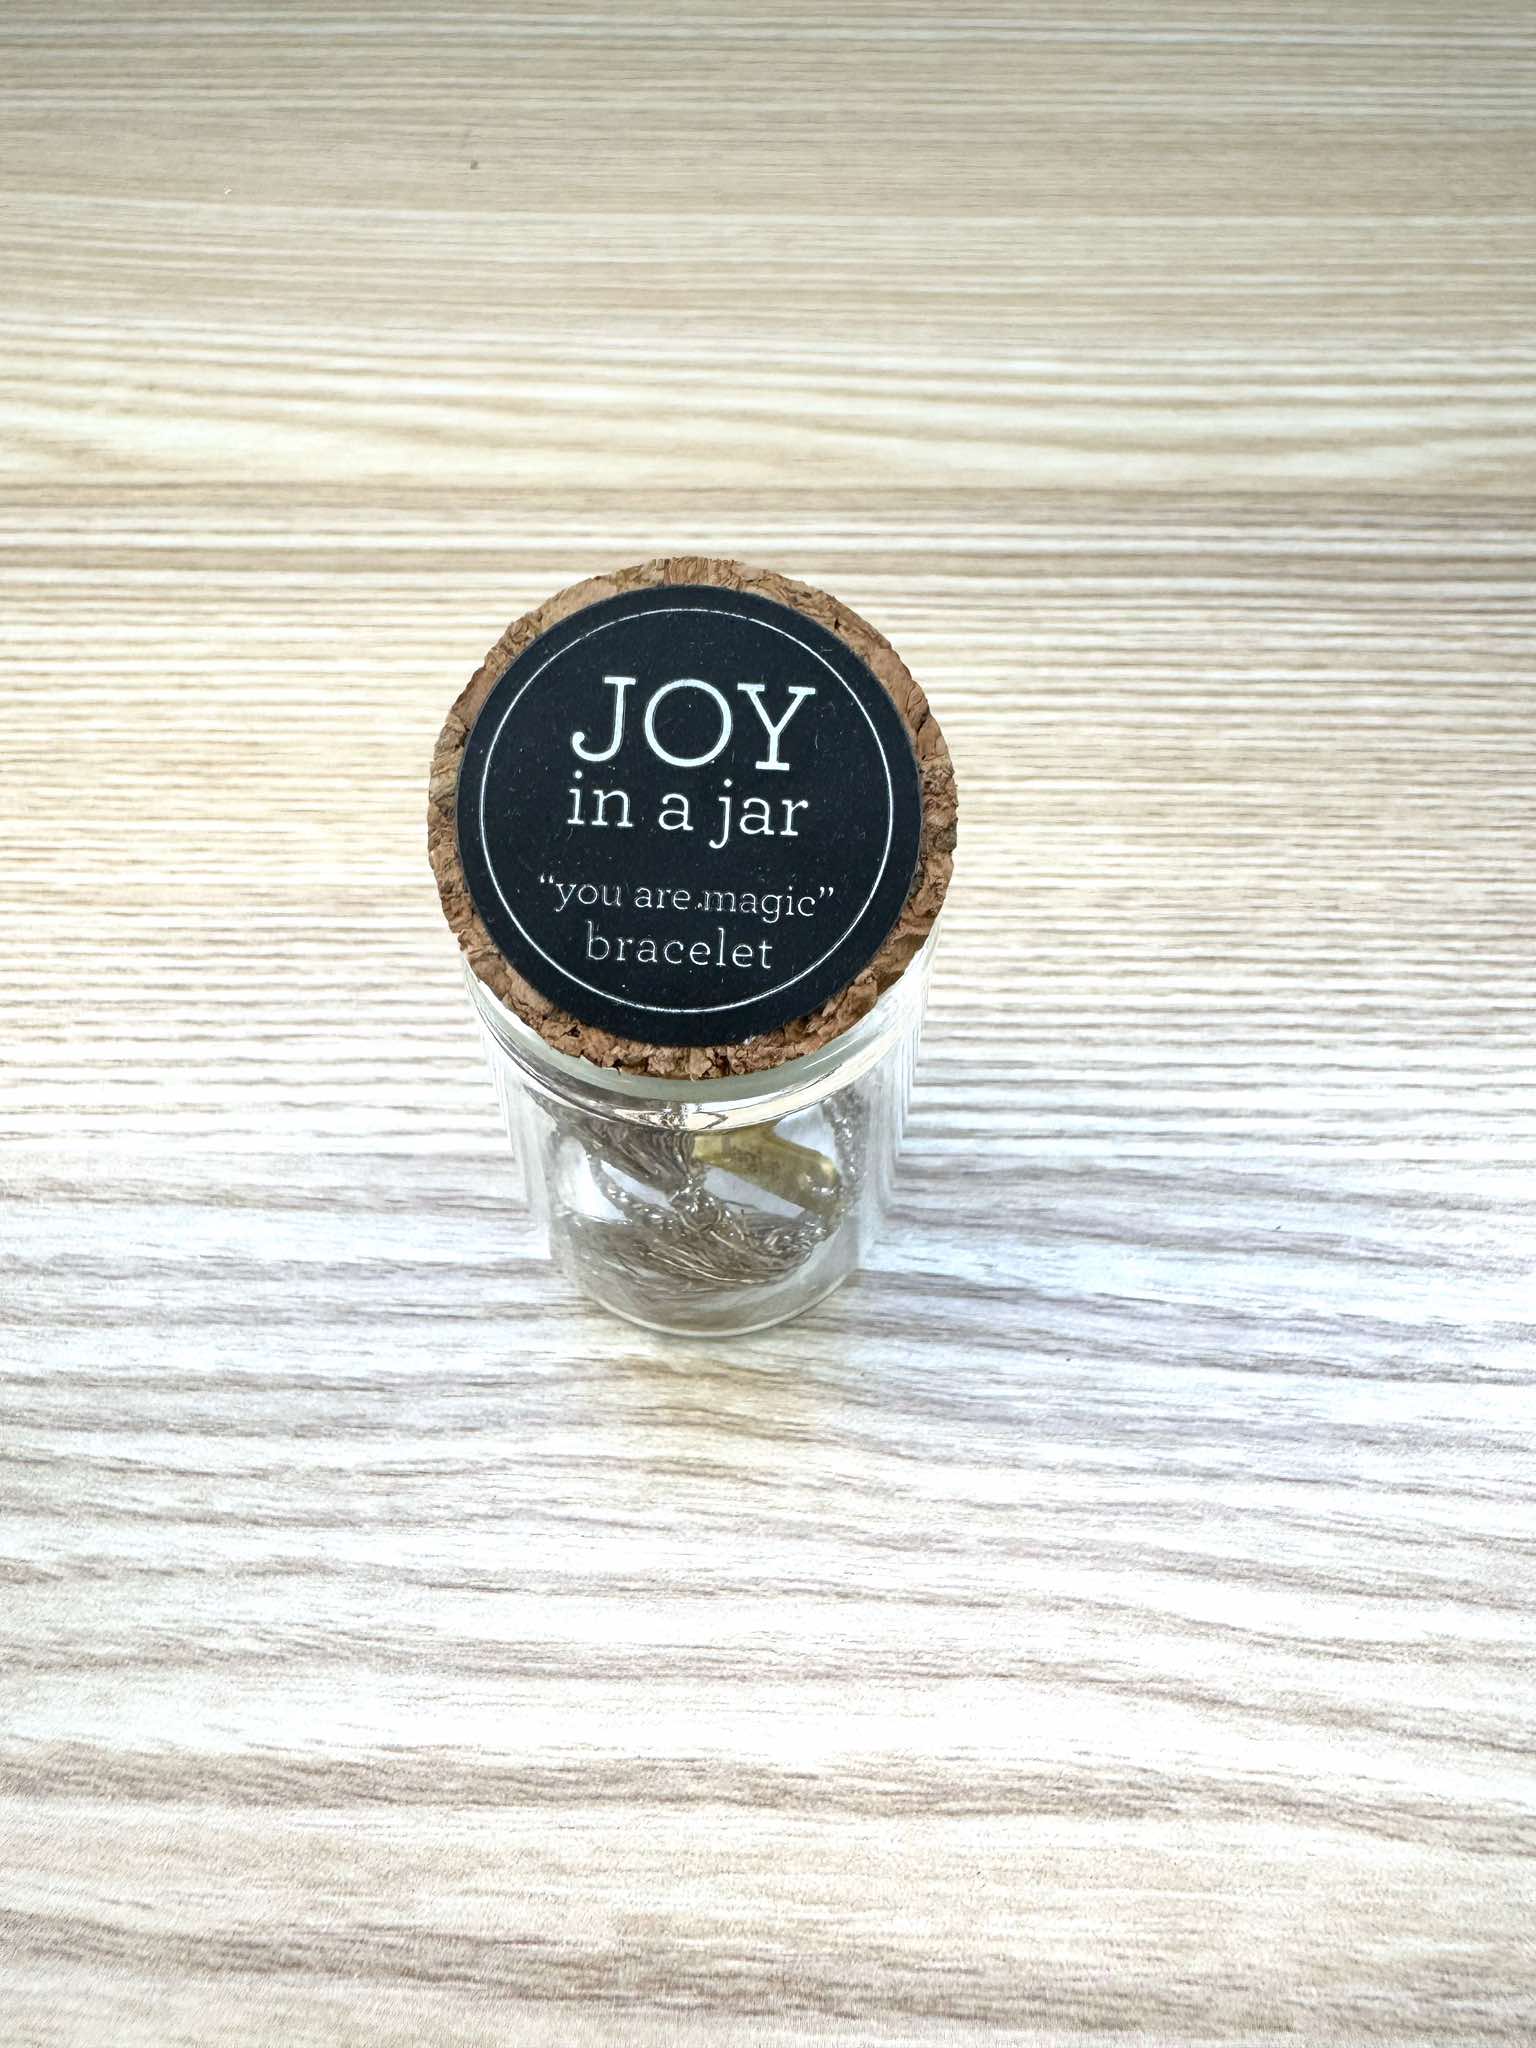 JOY
in a jar
“you are magic”
bracelet